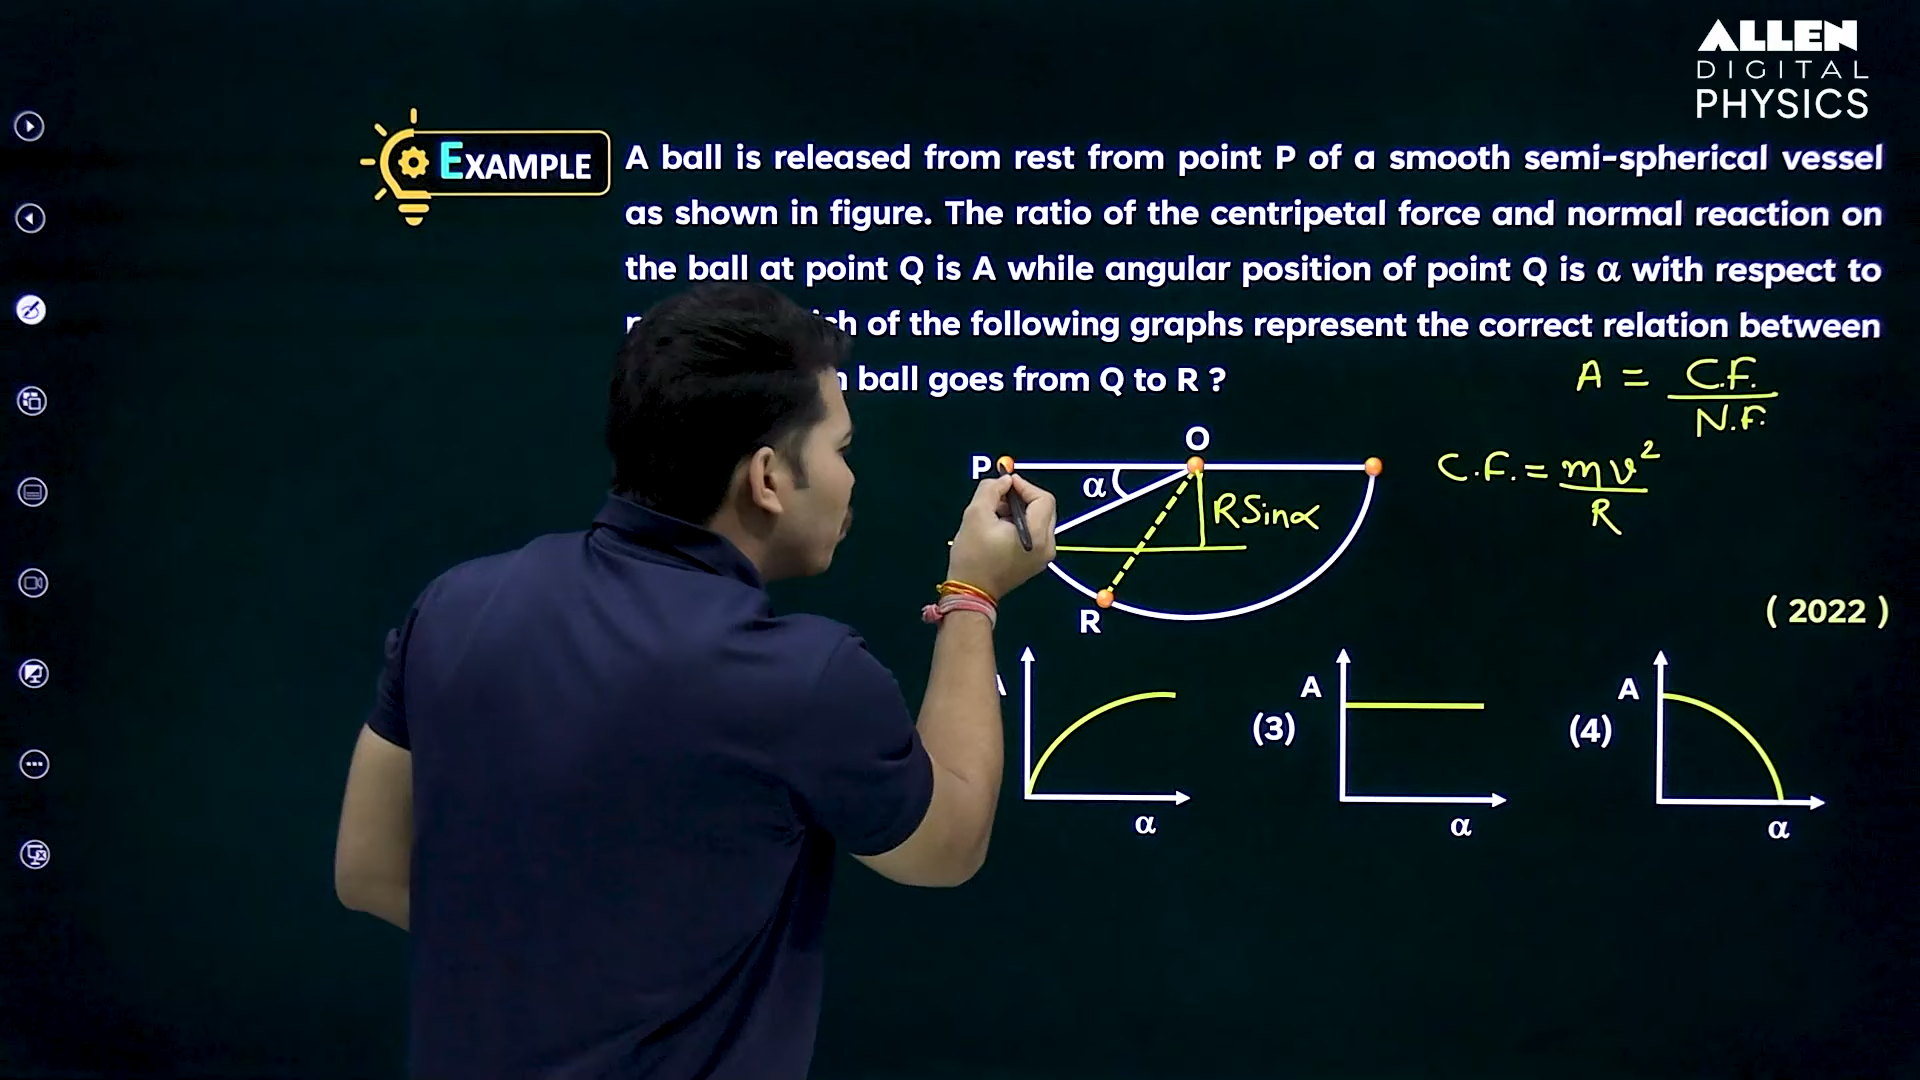 ALLEN
DIGITAL
PHYSICS
EXAMPLE
A ball is released from rest from point P of a smooth semi-spherical vessel
as shown in figure. The ratio of the centripetal force and normal reaction on
the ball at point Q is A while angular position of point Q is α with respect to
of the following graphs represent the correct relation between
ball goes from Q to R ?
A = C.F. / N.F.
O
P
α
RSinα
C.F. = mv² / R
R
( 2022 )
α
A
(3)
α
A
(4)
α